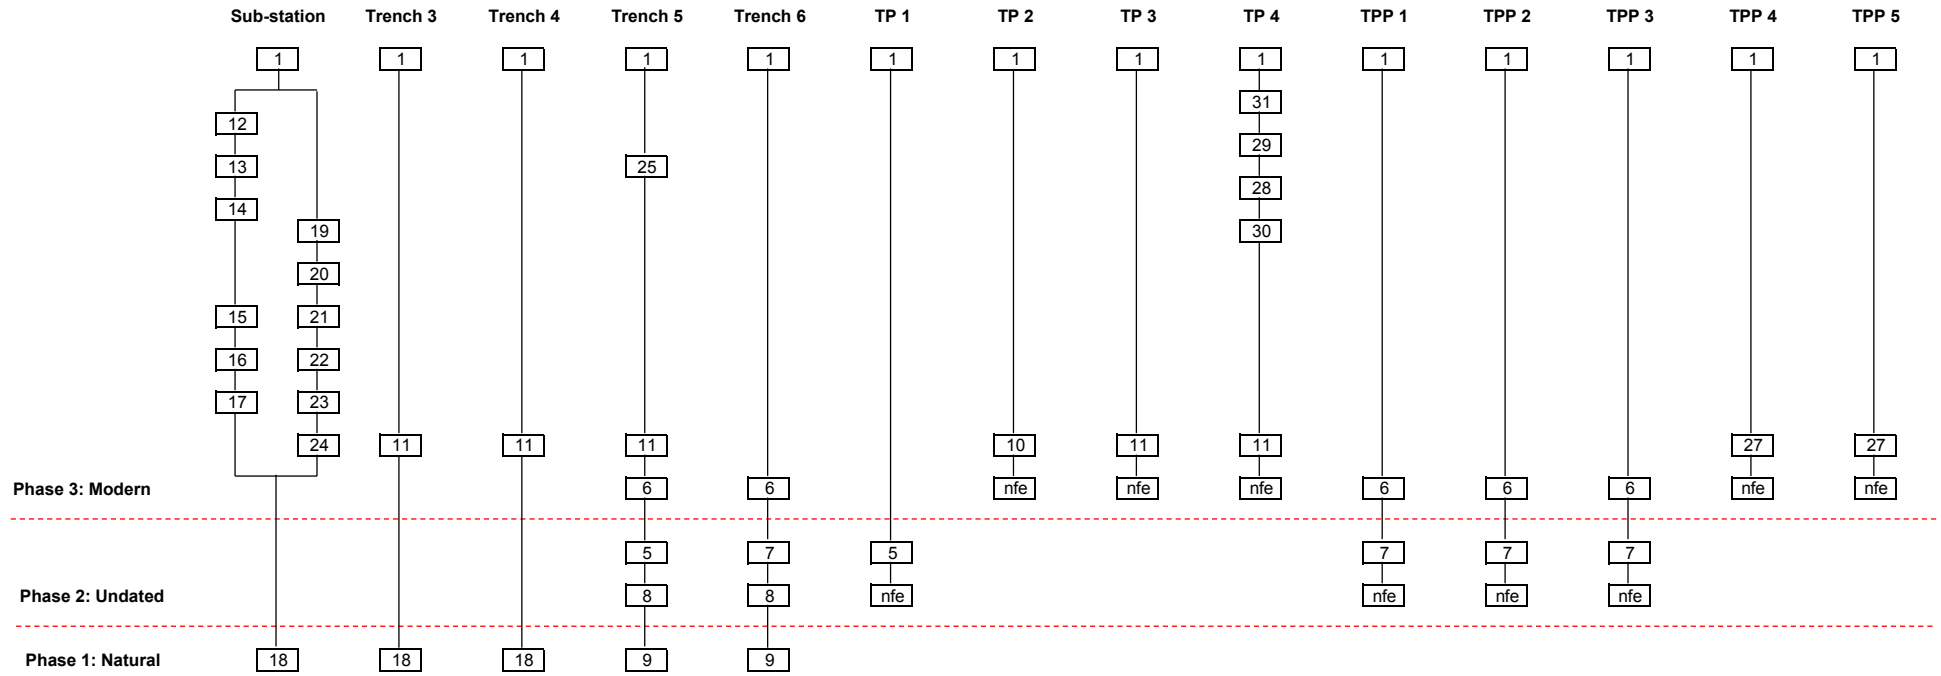 Sub-station Trench 3 Trench 4 Trench 5 Trench 6 TP 1 TP 2 TP 3 TP 4 TPP 1 TPP 2 TPP 3 TPP 4 TPP 5
1 1 1 1 1 1 1 1 1 1 1 1 1 1
31
12
29
13 25
28
14
19 30
20
15 21
16 22
17 23
24 11 11 11 10 11 11 27 27
Phase 3: Modern 6 6 nfe nfe nfe 6 6 6 nfe nfe
5 7 5 7 7 7
Phase 2: Undated 8 8 nfe nfe nfe nfe
Phase 1: Natural 18 18 18 9 9